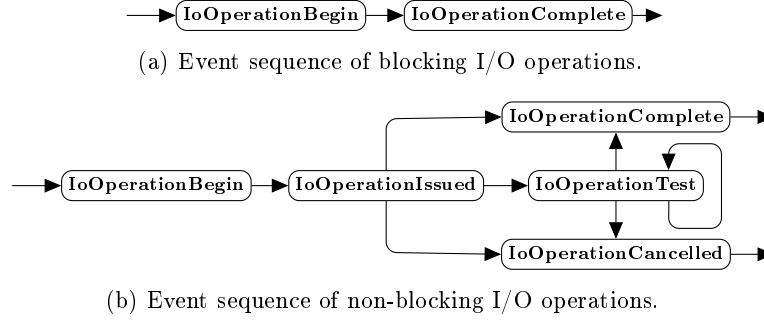 IoOperationBegin IoOperationComplete
(a) Event sequence of blocking I/O operations.
IoOperationComplete
IoOperationBegin IoOperationIssued IoOperationTest
IoOperationCancelled
(b) Event sequence of non-blocking I/O operations.